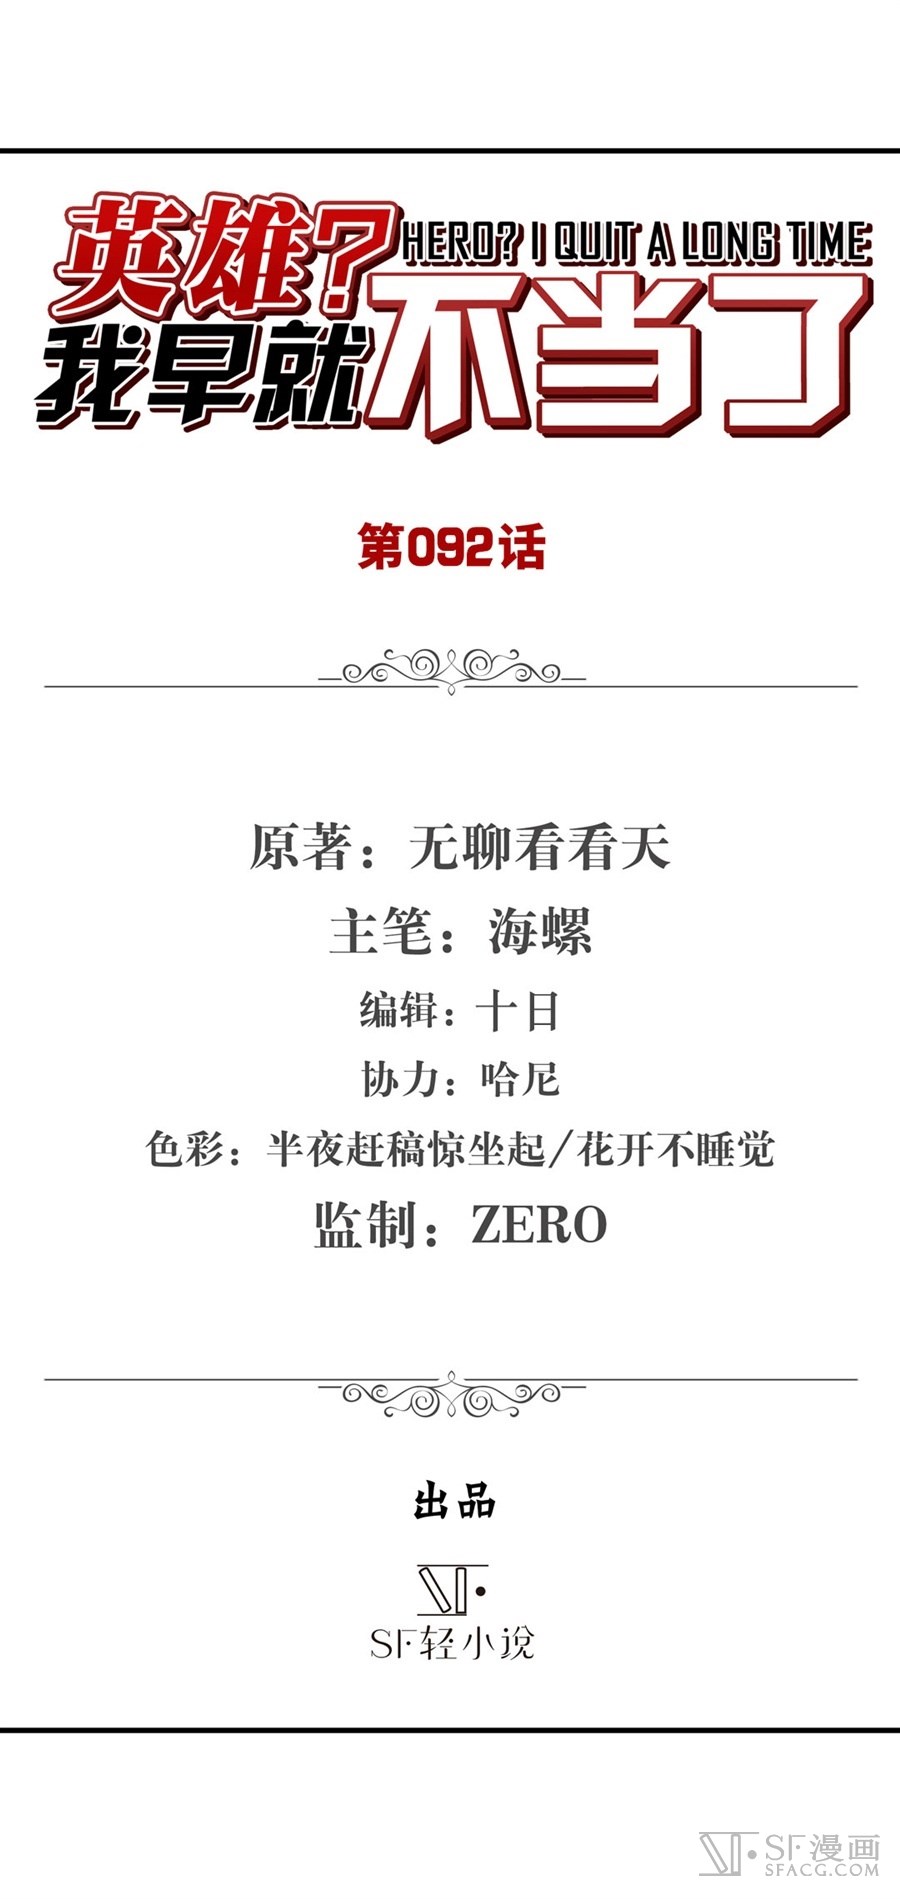 英雄?
HERO? I QUIT A LONG TIME
我早就不当了
第092话
原著：无聊看看天
主笔：海螺
编辑：十日
协力：哈尼
色彩：半夜赶稿惊坐起/花开不睡觉
监制：ZERO
出品
SF轻小说
SF漫画
SFACG.COM